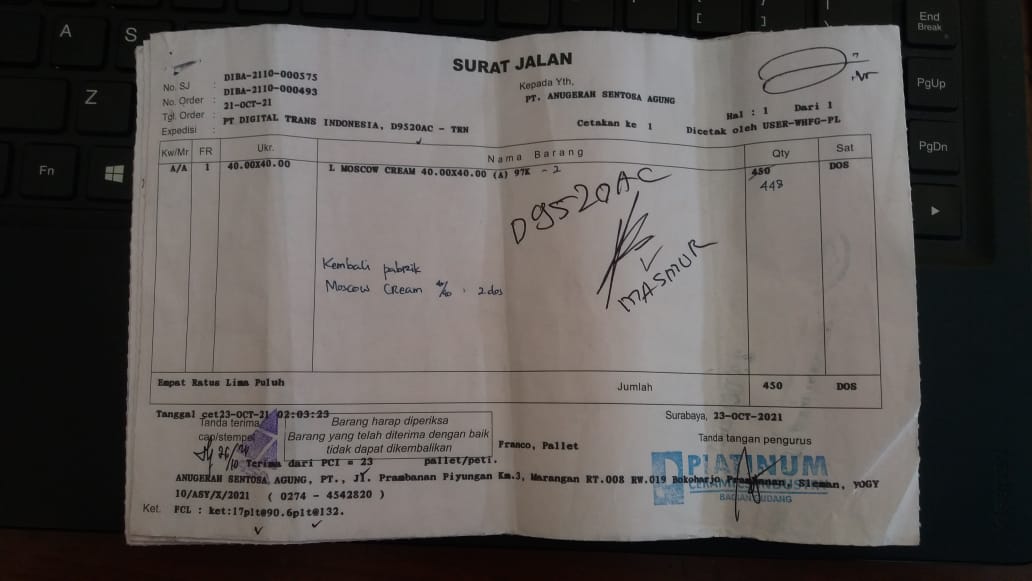 SURAT JALAN
No. SJ : DIBA-2110-000575
No. Order : DIBA-2110-000493
Tgl. Order : 21-OCT-21
Expedisi : PT DIGITAL TRANS INDONESIA, D9520AC - TRN
Kepada Yth,
PT. ANUGERAH SENTOSA AGUNG
Cetakan ke 1
Hal : 1 Dari 1
Dicetak oleh USER-WHFG-PL
Kw/Mr FR Ukr. Nama Barang Qty Sat
A/A 1 40.00X40.00 I. MOSCOW CREAM 40.00X40.00 (A) 97K - 2 450 DOS
448
D9520AC
MASMUR
Kembali pabrik
Moscow Cream 40/40 : 2 dos
Empat Ratus Lima Puluh Jumlah 450 DOS
Tanggal cet23-OCT-21 02:03:23
Surabaya, 23-OCT-2021
Tanda terima
cap/stempel
Barang harap diperiksa
Barang yang telah diterima dengan baik
tidak dapat dikembalikan
Tanda tangan pengurus
26/10
Franco, Pallet
Terima dari PCI = 23 pallet/peti.
PLATINUM
CERAMICS INDUSTRY
BAGIAN GUDANG
ANUGERAH SENTOSA AGUNG, PT., Jl. Prambanan Piyungan Km.3, Marangan RT.008 RW.019 Bokoharjo Prambanan, Sleman, YOGY
10/ASY/X/2021 ( 0274 - 4542820 )
Ket. FCL : ket:17plt@90.6plt@132.
A
S
Z
Fn
End
Break
PgUp
PgDn